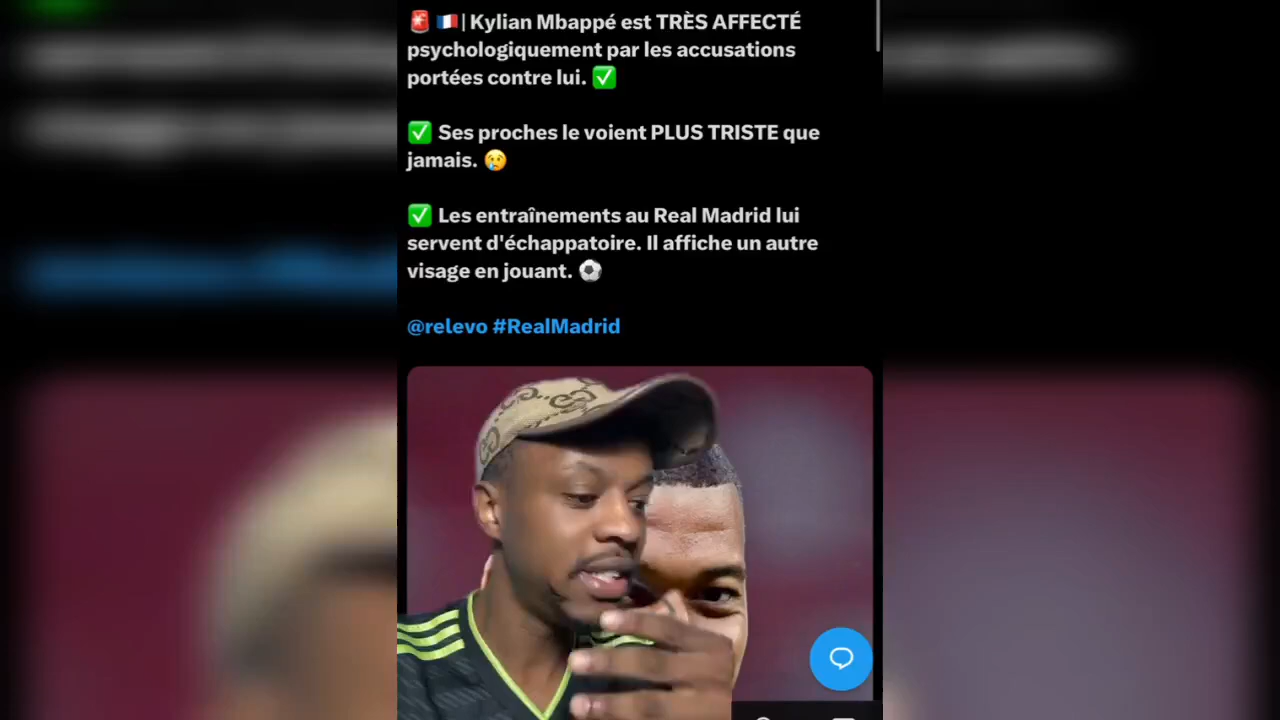 🚨 🇫🇷| Kylian Mbappé est TRÈS AFFECTÉ
psychologiquement par les accusations
portées contre lui. ✅
✅ Ses proches le voient PLUS TRISTE que
jamais. 😢
✅ Les entraînements au Real Madrid lui
servent d'échappatoire. Il affiche un autre
visage en jouant. ⚽
@relevo #RealMadrid